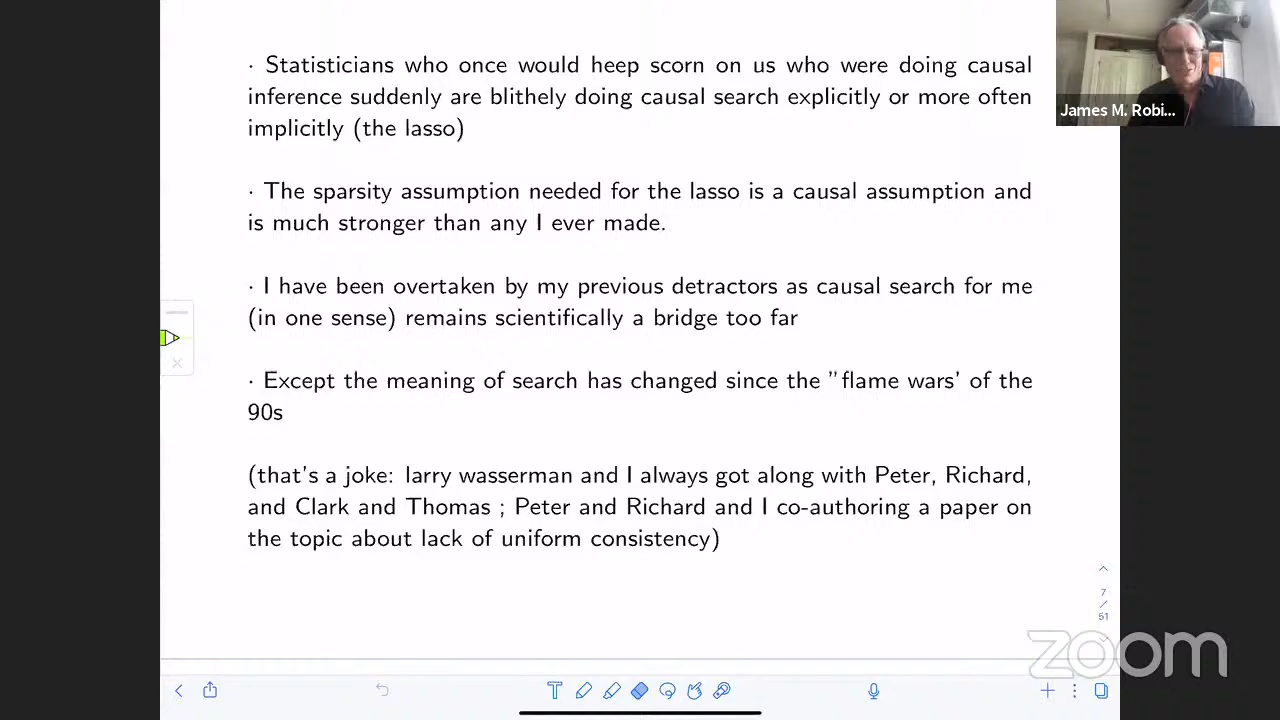 · Statisticians who once would heep scorn on us who were doing causal
inference suddenly are blithely doing causal search explicitly or more often
implicitly (the lasso)
· The sparsity assumption needed for the lasso is a causal assumption and
is much stronger than any I ever made.
· I have been overtaken by my previous detractors as causal search for me
(in one sense) remains scientifically a bridge too far
· Except the meaning of search has changed since the "flame wars' of the
90s
(that's a joke: larry wasserman and I always got along with Peter, Richard,
and Clark and Thomas ; Peter and Richard and I co-authoring a paper on
the topic about lack of uniform consistency)
James M. Robi...
7
/
51
zoom